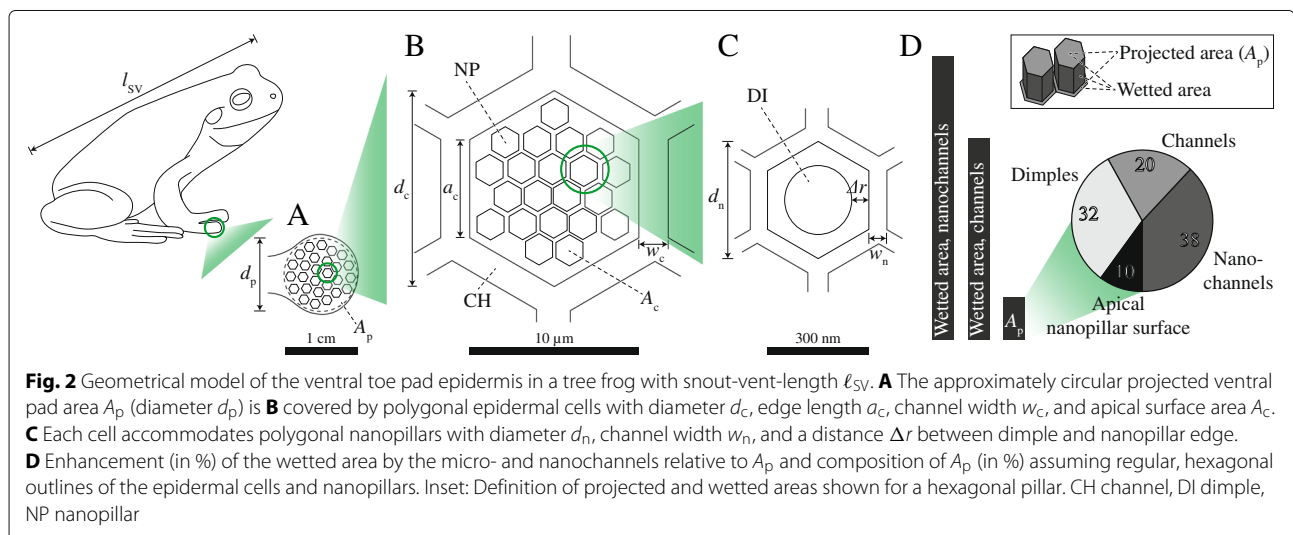 l_SV
A
d_p
A_p
1 cm
B
NP
d_c
a_c
w_c
CH
A_c
10 µm
C
DI
Δr
d_n
w_n
300 nm
D
Wetted area, nanochannels
Wetted area, channels
A_p
Projected area (A_p)
Wetted area
Channels
20
Dimples
32
38
Nano-
channels
10
Apical
nanopillar surface
Fig. 2 Geometrical model of the ventral toe pad epidermis in a tree frog with snout-vent-length ℓ_SV. A The approximately circular projected ventral
pad area A_p (diameter d_p) is B covered by polygonal epidermal cells with diameter d_c, edge length a_c, channel width w_c, and apical surface area A_c.
C Each cell accommodates polygonal nanopillars with diameter d_n, channel width w_n, and a distance Δr between dimple and nanopillar edge.
D Enhancement (in %) of the wetted area by the micro- and nanochannels relative to A_p and composition of A_p (in %) assuming regular, hexagonal
outlines of the epidermal cells and nanopillars. Inset: Definition of projected and wetted areas shown for a hexagonal pillar. CH channel, DI dimple,
NP nanopillar